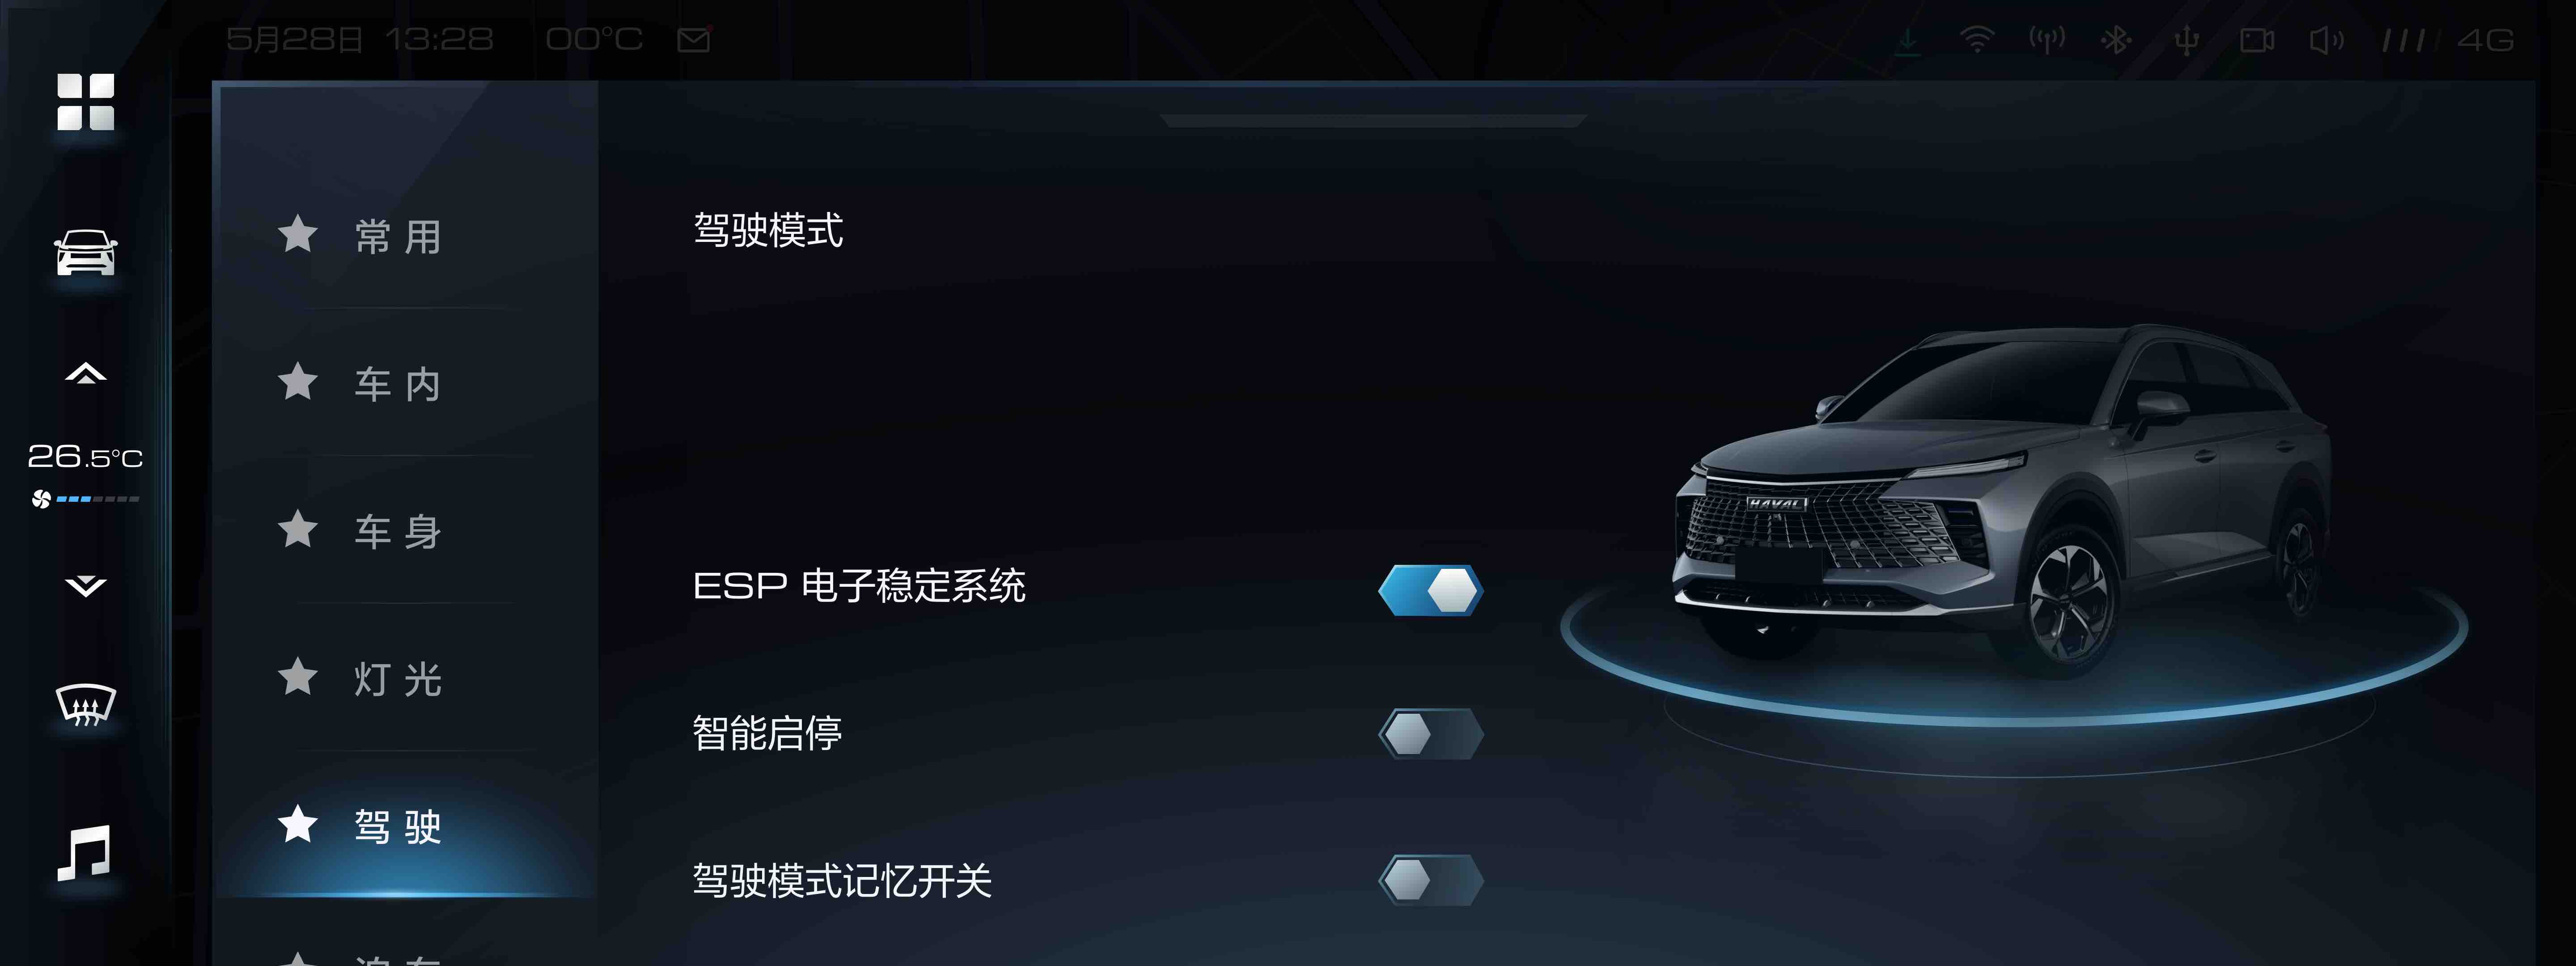 5月28日 13:28 00°C 4G
常用
驾驶模式
车内
26.5°C
HAVAL
车身
ESP 电子稳定系统
灯光
智能启停
驾驶
驾驶模式记忆开关